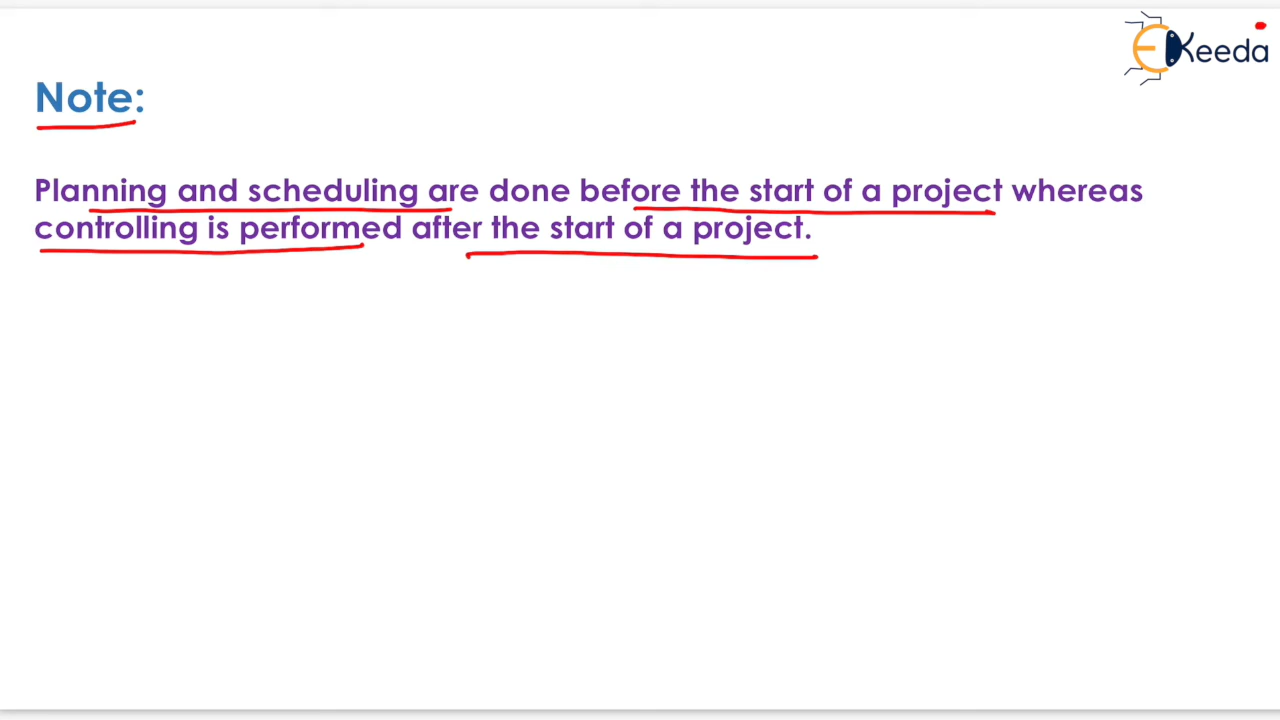 EKeeda
Note:
Planning and scheduling are done before the start of a project whereas
controlling is performed after the start of a project.